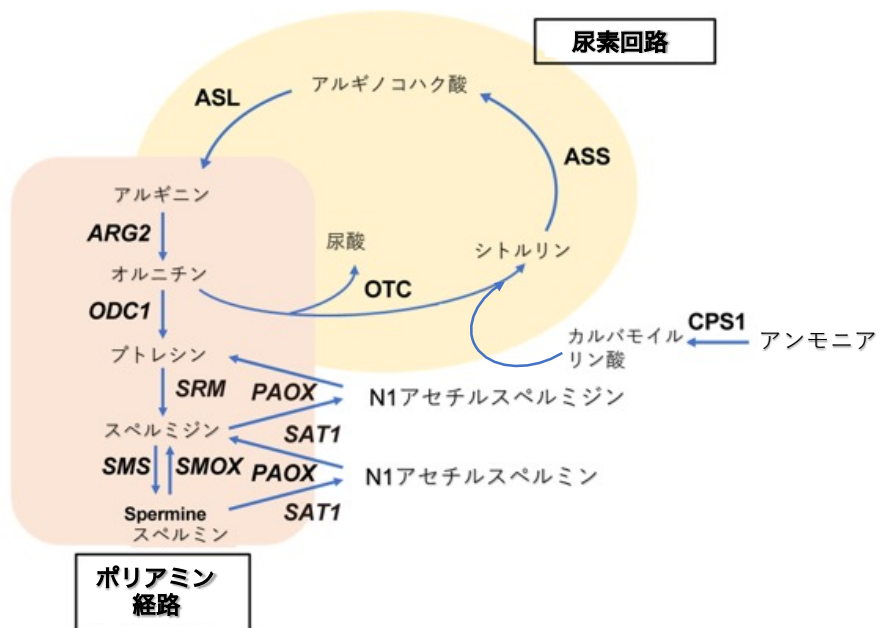 尿素回路
アルギノコハク酸
ASL
ASS
アルギニン
ARG2
尿酸
シトルリン
オルニチン
OTC
ODC1
CPS1
カルバモイル
リン酸
アンモニア
プトレシン
SRM
PAOX
N1アセチルスペルミジン
スペルミジン
SAT1
SMS
SMOX
PAOX
N1アセチルスペルミン
Spermine
スペルミン
SAT1
ポリアミン
経路